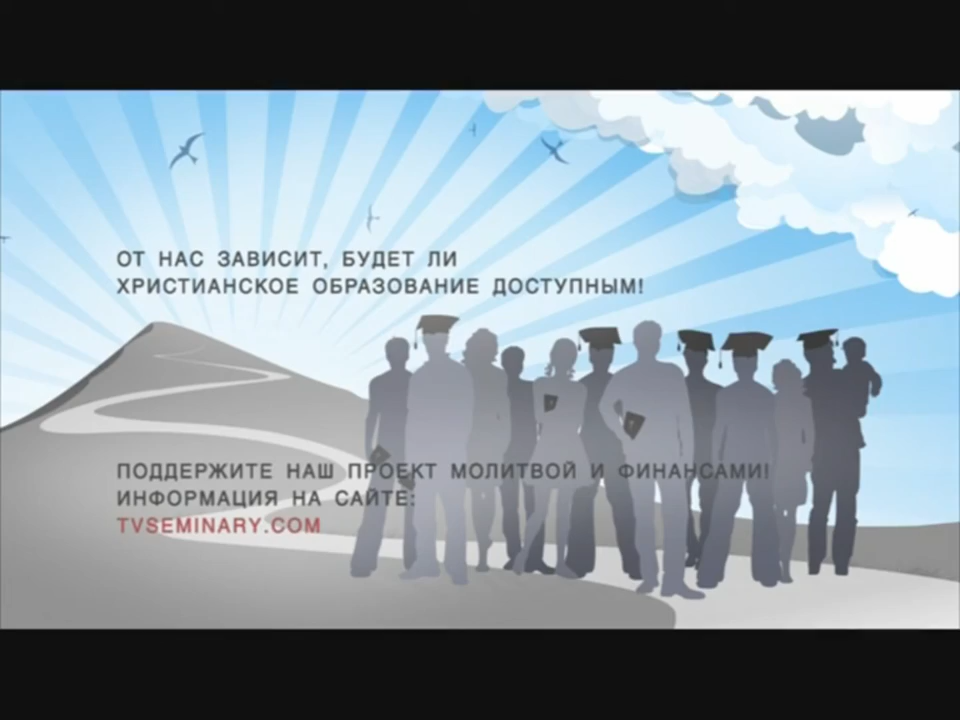 ОТ НАС ЗАВИСИТ, БУДЕТ ЛИ
ХРИСТИАНСКОЕ ОБРАЗОВАНИЕ ДОСТУПНЫМ!
ПОДДЕРЖИТЕ НАШ ПРОЕКТ МОЛИТВОЙ И ФИНАНСАМИ!
ИНФОРМАЦИЯ НА САЙТЕ:
TVSEMINARY.COM